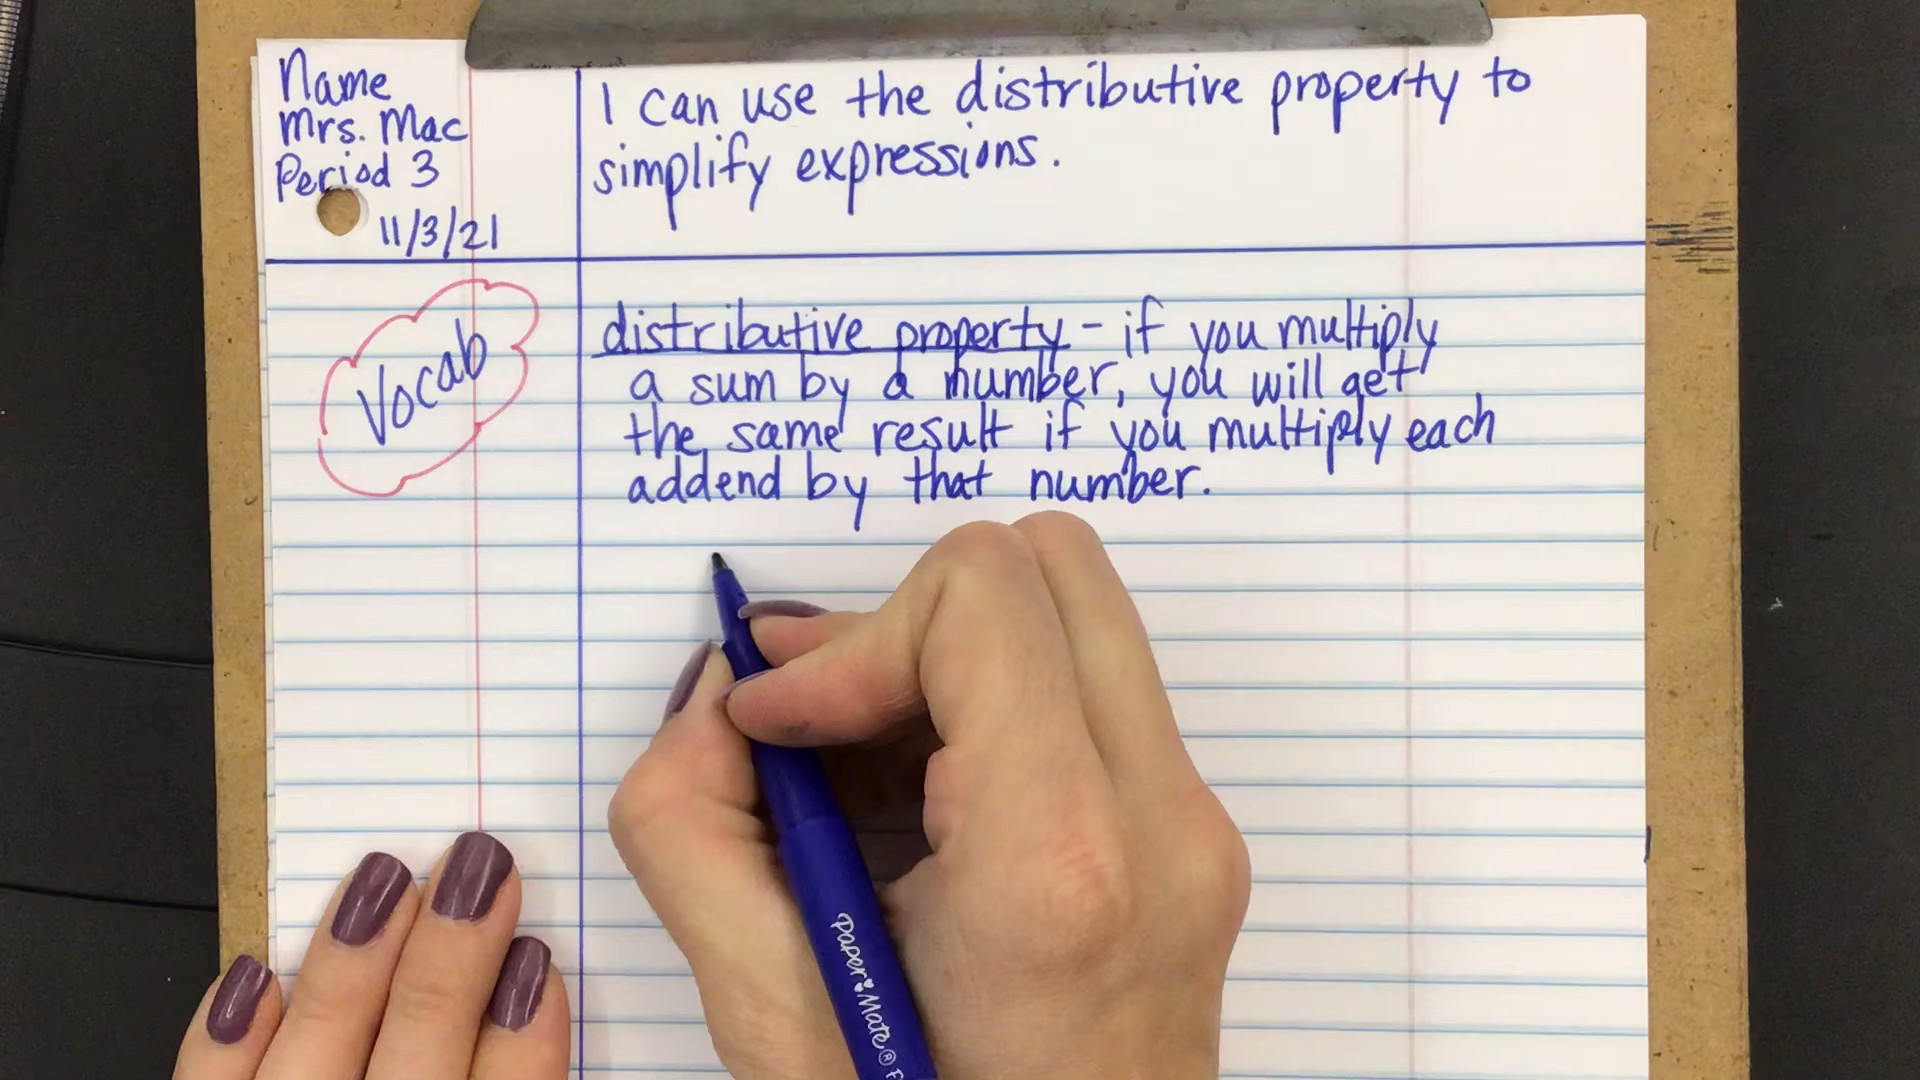 Name
Mrs. Mac
Period 3
11/3/21
I can use the distributive property to
simplify expressions.
Vocab
distributive property - if you multiply
a sum by a number, you will get
the same result if you multiply each
addend by that number.
Paper Mate®